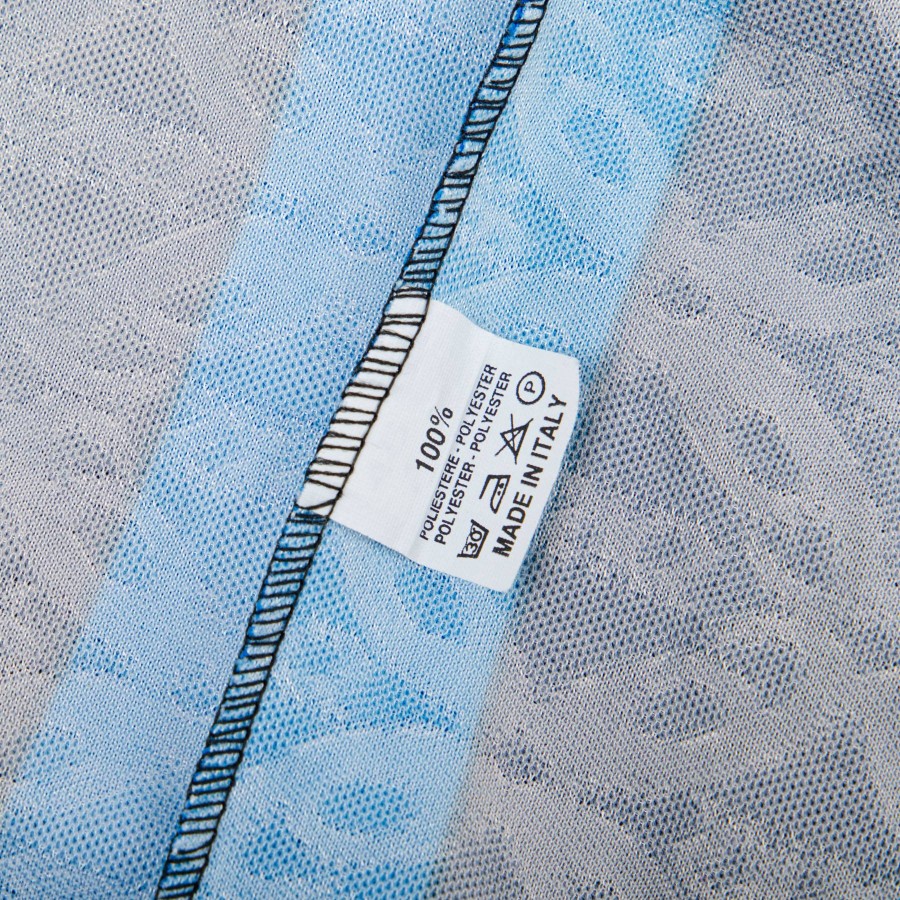 100%
POLIESTERE - POLYESTER
POLYESTER - POLYESTER
30 P
MADE IN ITALY